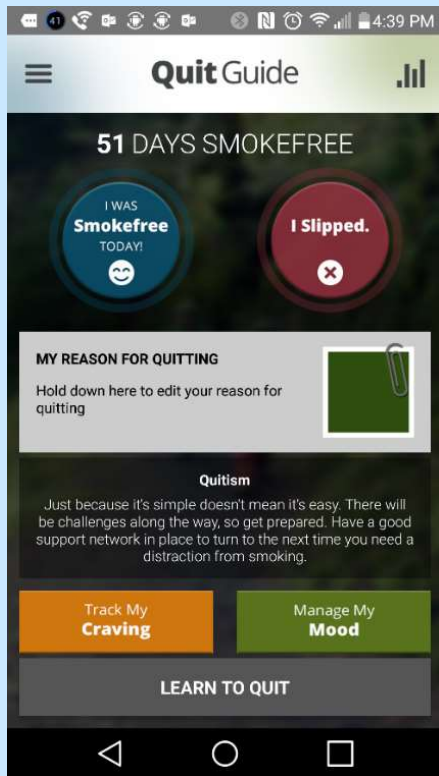 41
4:39 PM
Quit Guide
51 DAYS SMOKEFREE
I WAS
Smokefree
TODAY!
I Slipped.
MY REASON FOR QUITTING
Hold down here to edit your reason for
quitting
Quitism
Just because it's simple doesn't mean it's easy. There will
be challenges along the way, so get prepared. Have a good
support network in place to turn to the next time you need a
distraction from smoking.
Track My
Craving
Manage My
Mood
LEARN TO QUIT